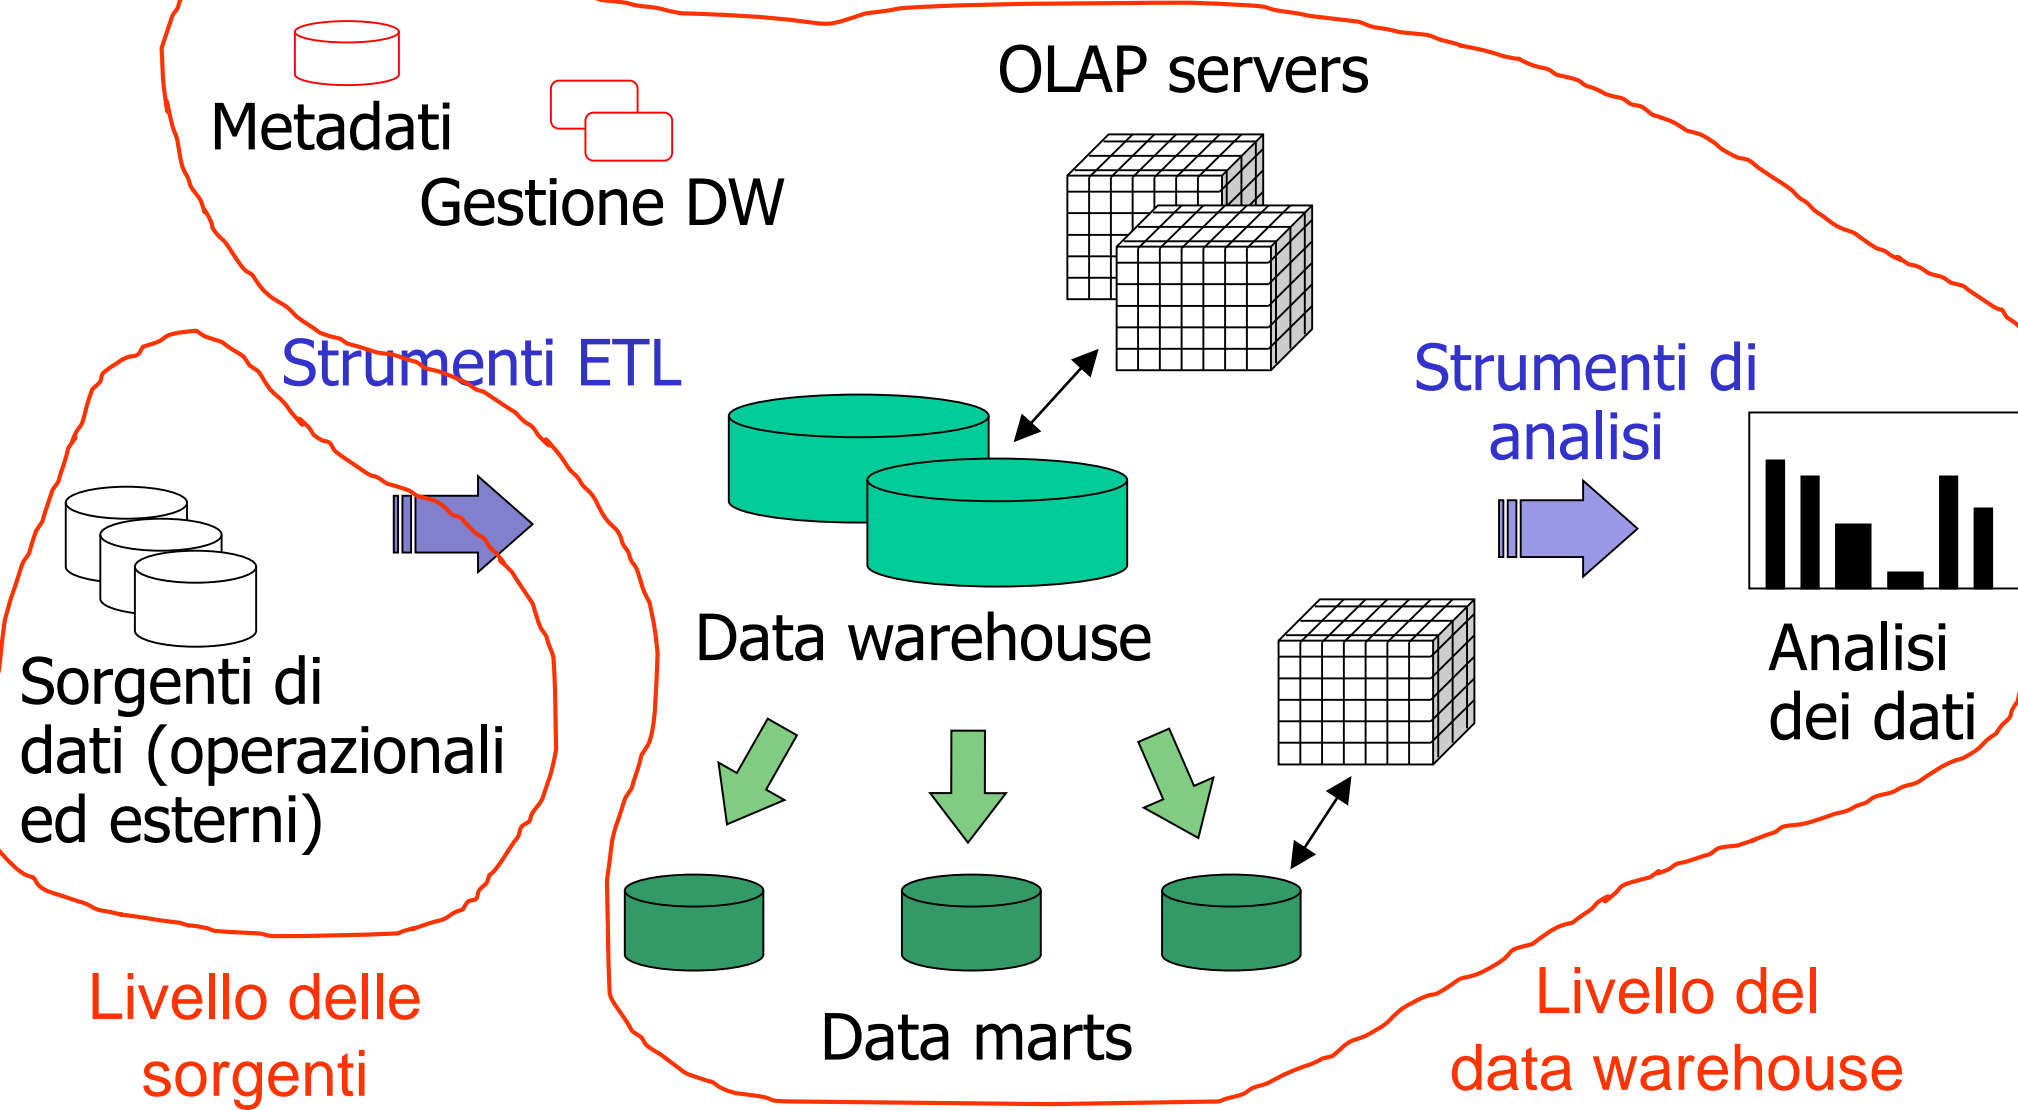 OLAP servers
Metadati
Gestione DW
Strumenti ETL
Strumenti di
analisi
Data warehouse
Sorgenti di
dati (operazionali
ed esterni)
Analisi
dei dati
Livello delle
sorgenti
Data marts
Livello del
data warehouse